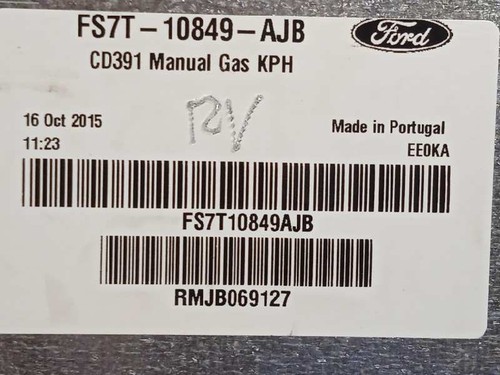 FS7T-10849-AJB
Ford
CD391 Manual Gas KPH
RV
16 Oct 2015
Made in Portugal
11:23
EE0KA
FS7T10849AJB
RMJB069127